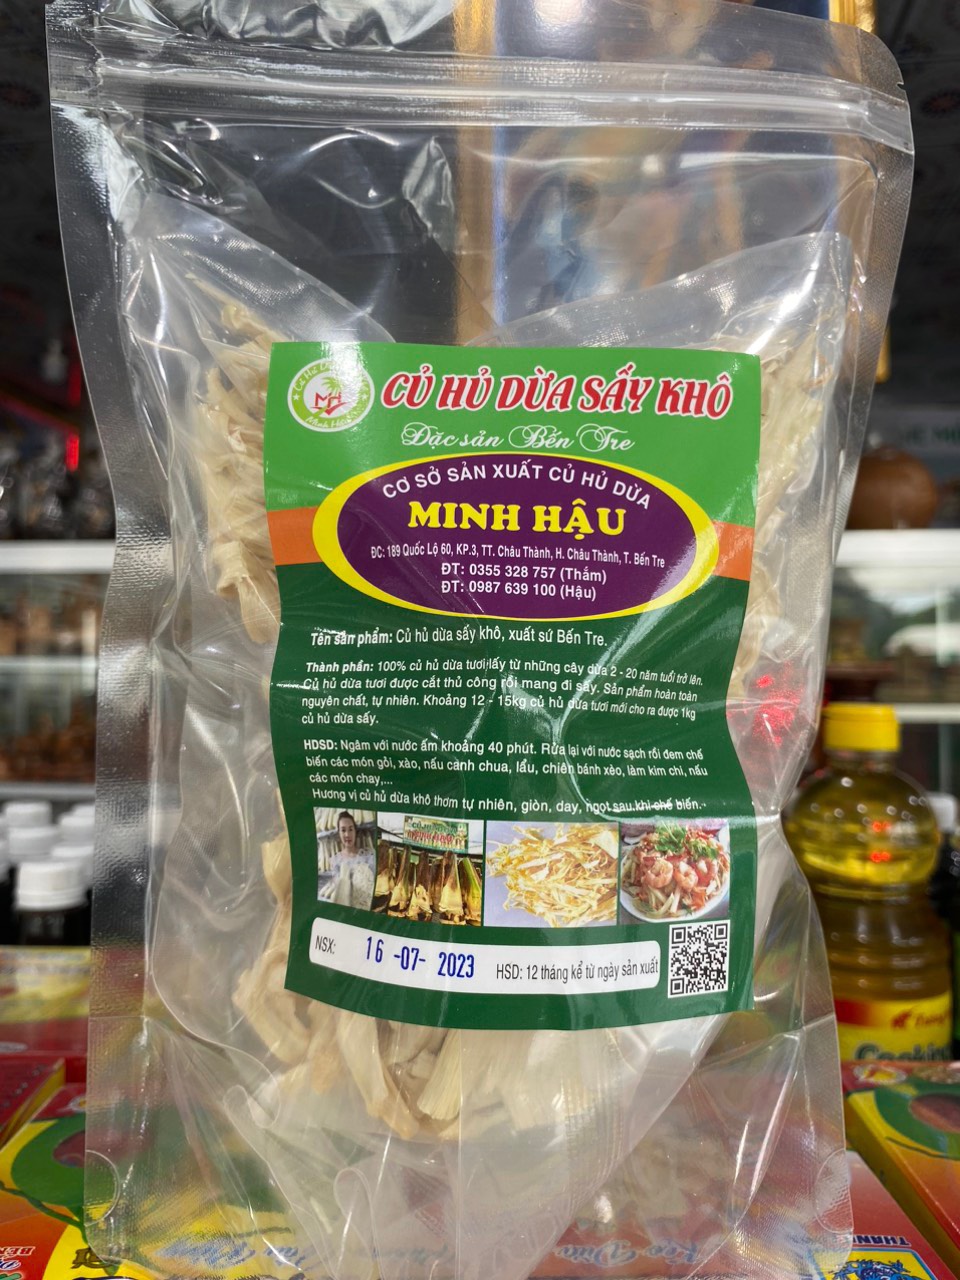 CỦ HỦ DỪA SẤY KHÔ
Đặc sản Bến Tre
CƠ SỞ SẢN XUẤT CỦ HỦ DỪA
MINH HẬU
ĐC: 189 Quốc Lộ 60, KP.3, TT. Châu Thành, H. Châu Thành, T. Bến Tre
ĐT: 0355 328 757 (Thắm)
ĐT: 0987 639 100 (Hậu)
Tên sản phẩm: Củ hủ dừa sấy khô, xuất sứ Bến Tre.
Thành phần: 100% củ hủ dừa tươi lấy từ những cây dừa 2 - 20 năm tuổi trở lên.
Củ hủ dừa tươi được cắt thủ công rồi mang đi sấy. Sản phẩm hoàn toàn
nguyên chất, tự nhiên. Khoảng 12 - 15kg củ hủ dừa tươi mới cho ra được 1kg
củ hủ dừa sấy.
HDSD: Ngâm với nước ấm khoảng 40 phút. Rửa lại với nước sạch rồi đem chế
biến các món gỏi, xào, nấu canh chua, lẩu, chiên bánh xèo, làm kim chi, nấu
các món chay,...
Hương vị củ hủ dừa khô thơm tự nhiên, giòn, day, ngọt sau khi chế biến.
NSX: 16 -07- 2023
HSD: 12 tháng kể từ ngày sản xuất
Cooking
Kẹo Dừa
THANH